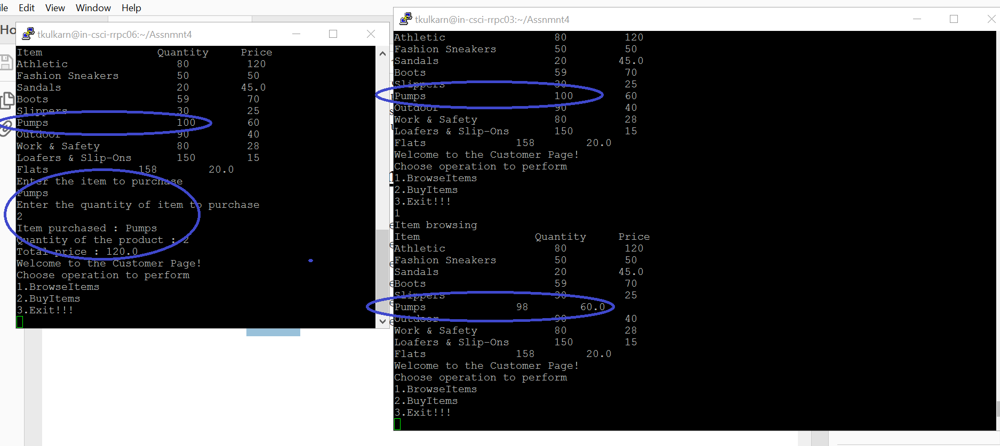 ile Edit View Window Help
Ho
tkulkarn@in-csci-rrpc06:~/Assnmnt4
Item Quantity Price
Athletic 80 120
Fashion Sneakers 50 50
Sandals 20 45.0
Boots 59 70
Slippers 30 25
Pumps 100 60
Outdoor 90 40
Work & Safety 80 28
Loafers & Slip-Ons 150 15
Flats 158 20.0
Enter the item to purchase
Pumps
Enter the quantity of item to purchase
2
Item purchased : Pumps
Quantity of the product : 2
Total price : 120.0
Welcome to the Customer Page!
Choose operation to perform
1.BrowseItems
2.BuyItems
3.Exit!!!
tkulkarn@in-csci-rrpc03:~/Assnmnt4
Athletic 80 120
Fashion Sneakers 50 50
Sandals 20 45.0
Boots 59 70
Slippers 30 25
Pumps 100 60
Outdoor 90 40
Work & Safety 80 28
Loafers & Slip-Ons 150 15
Flats 158 20.0
Welcome to the Customer Page!
Choose operation to perform
1.BrowseItems
2.BuyItems
3.Exit!!!
1
Item browsing
Item Quantity Price
Athletic 80 120
Fashion Sneakers 50 50
Sandals 20 45.0
Boots 59 70
Slippers 30 25
Pumps 98 60.0
Outdoor 90 40
Work & Safety 80 28
Loafers & Slip-Ons 150 15
Flats 158 20.0
Welcome to the Customer Page!
Choose operation to perform
1.BrowseItems
2.BuyItems
3.Exit!!!